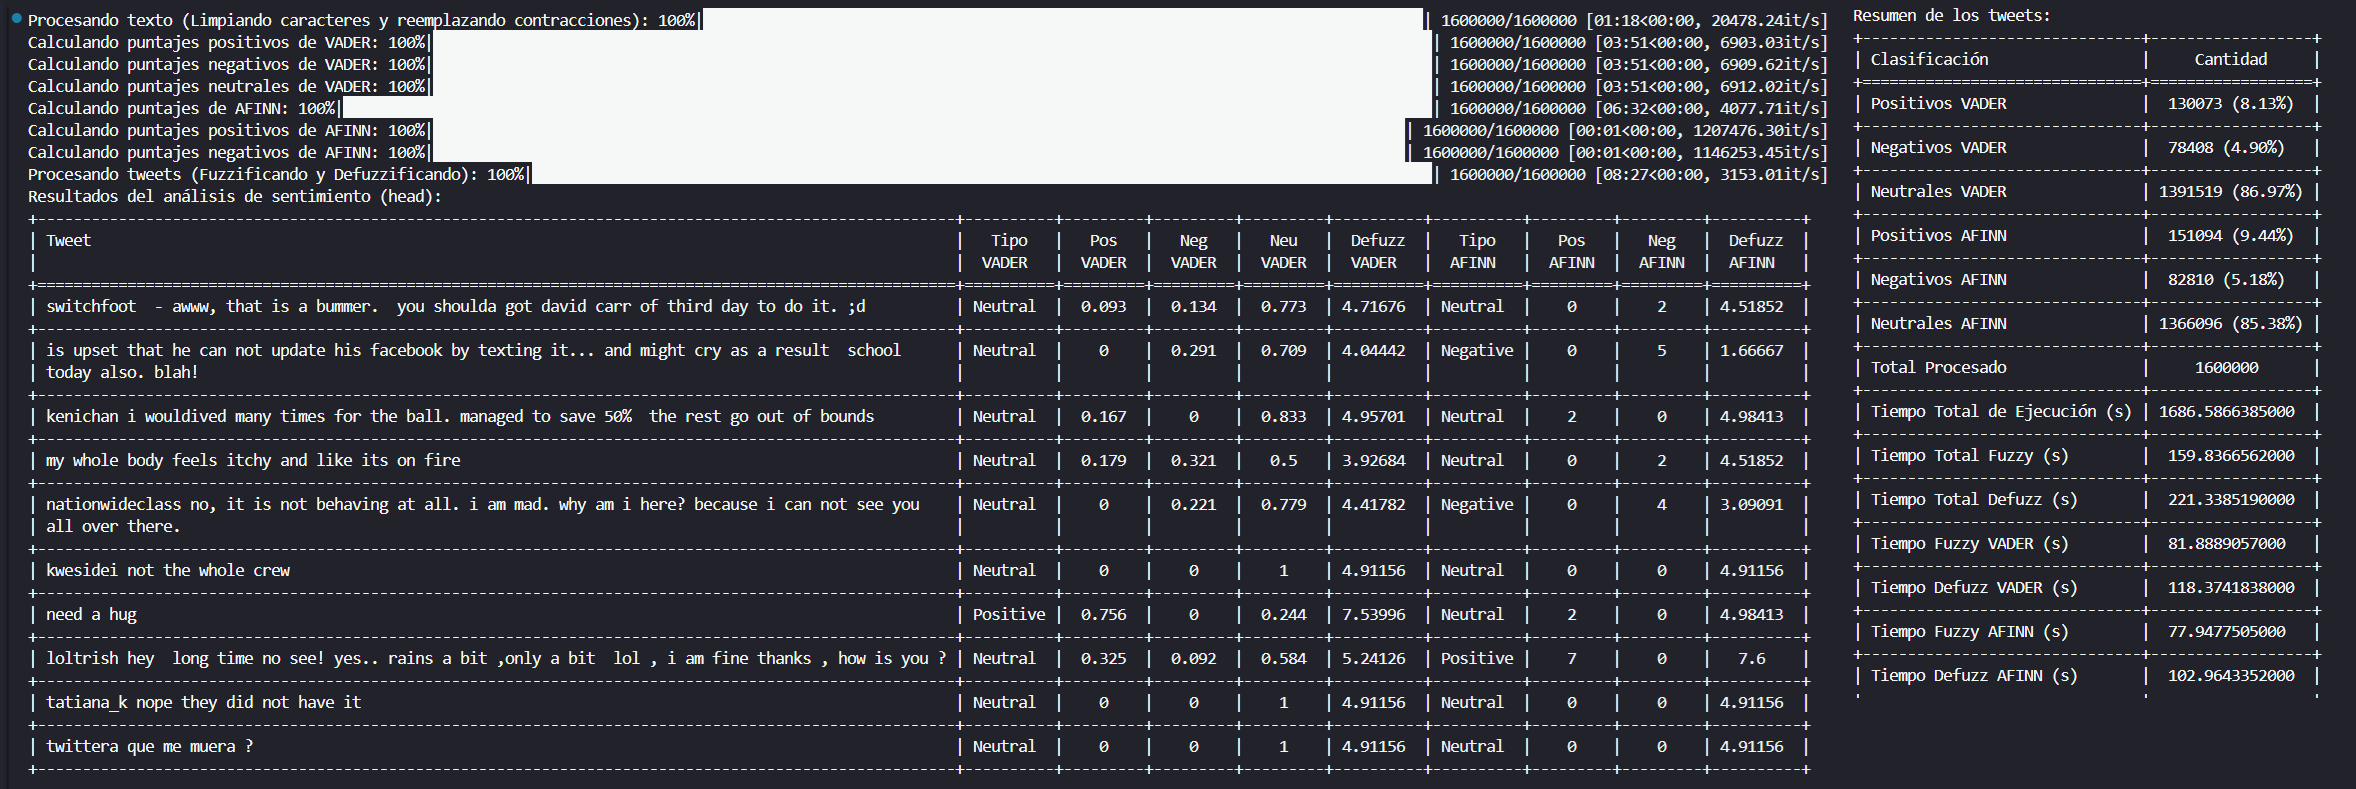 Procesando texto (Limpiando caracteres y reemplazando contracciones): 100%| | 1600000/1600000 [01:18<00:00, 20478.24it/s]
Calculando puntajes positivos de VADER: 100%| | 1600000/1600000 [03:51<00:00, 6903.03it/s]
Calculando puntajes negativos de VADER: 100%| | 1600000/1600000 [03:51<00:00, 6909.62it/s]
Calculando puntajes neutrales de VADER: 100%| | 1600000/1600000 [03:51<00:00, 6912.02it/s]
Calculando puntajes de AFINN: 100%| | 1600000/1600000 [06:32<00:00, 4077.71it/s]
Calculando puntajes positivos de AFINN: 100%| | 1600000/1600000 [00:01<00:00, 1207476.30it/s]
Calculando puntajes negativos de AFINN: 100%| | 1600000/1600000 [00:01<00:00, 1146253.45it/s]
Procesando tweets (Fuzzificando y Defuzzificando): 100%| | 1600000/1600000 [08:27<00:00, 3153.01it/s]
Resultados del análisis de sentimiento (head):
| Tweet | Tipo | Pos | Neg | Neu | Defuzz | Tipo | Pos | Neg | Defuzz |
| | VADER | VADER | VADER | VADER | VADER | AFINN | AFINN | AFINN | AFINN |
| switchfoot  - awww, that is a bummer.  you shoulda got david carr of third day to do it. ;d | Neutral | 0.093 | 0.134 | 0.773 | 4.71676 | Neutral | 0 | 2 | 4.51852 |
| is upset that he can not update his facebook by texting it... and might cry as a result  school | Neutral | 0 | 0.291 | 0.709 | 4.04442 | Negative | 0 | 5 | 1.66667 |
| today also. blah! | | | | | | | | | |
| kenichan i wouldived many times for the ball. managed to save 50%  the rest go out of bounds | Neutral | 0.167 | 0 | 0.833 | 4.95701 | Neutral | 2 | 0 | 4.98413 |
| my whole body feels itchy and like its on fire | Neutral | 0.179 | 0.321 | 0.5 | 3.92684 | Neutral | 0 | 2 | 4.51852 |
| nationwideclass no, it is not behaving at all. i am mad. why am i here? because i can not see you | Neutral | 0 | 0.221 | 0.779 | 4.41782 | Negative | 0 | 4 | 3.09091 |
| all over there. | | | | | | | | | |
| kwesidei not the whole crew | Neutral | 0 | 0 | 1 | 4.91156 | Neutral | 0 | 0 | 4.91156 |
| need a hug | Positive | 0.756 | 0 | 0.244 | 7.53996 | Neutral | 2 | 0 | 4.98413 |
| loltrish hey  long time no see! yes.. rains a bit ,only a bit  lol , i am fine thanks , how is you ? | Neutral | 0.325 | 0.092 | 0.584 | 5.24126 | Positive | 7 | 0 | 7.6 |
| tatiana_k nope they did not have it | Neutral | 0 | 0 | 1 | 4.91156 | Neutral | 0 | 0 | 4.91156 |
| twittera que me muera ? | Neutral | 0 | 0 | 1 | 4.91156 | Neutral | 0 | 0 | 4.91156 |
Resumen de los tweets:
| Clasificación | Cantidad |
| Positivos VADER | 130073 (8.13%) |
| Negativos VADER | 78408 (4.90%) |
| Neutrales VADER | 1391519 (86.97%) |
| Positivos AFINN | 151094 (9.44%) |
| Negativos AFINN | 82810 (5.18%) |
| Neutrales AFINN | 1366096 (85.38%) |
| Total Procesado | 1600000 |
| Tiempo Total de Ejecución (s) | 1686.5866385000 |
| Tiempo Total Fuzzy (s) | 159.8366562000 |
| Tiempo Total Defuzz (s) | 221.3385190000 |
| Tiempo Fuzzy VADER (s) | 81.8889057000 |
| Tiempo Defuzz VADER (s) | 118.3741838000 |
| Tiempo Fuzzy AFINN (s) | 77.9477505000 |
| Tiempo Defuzz AFINN (s) | 102.9643352000 |